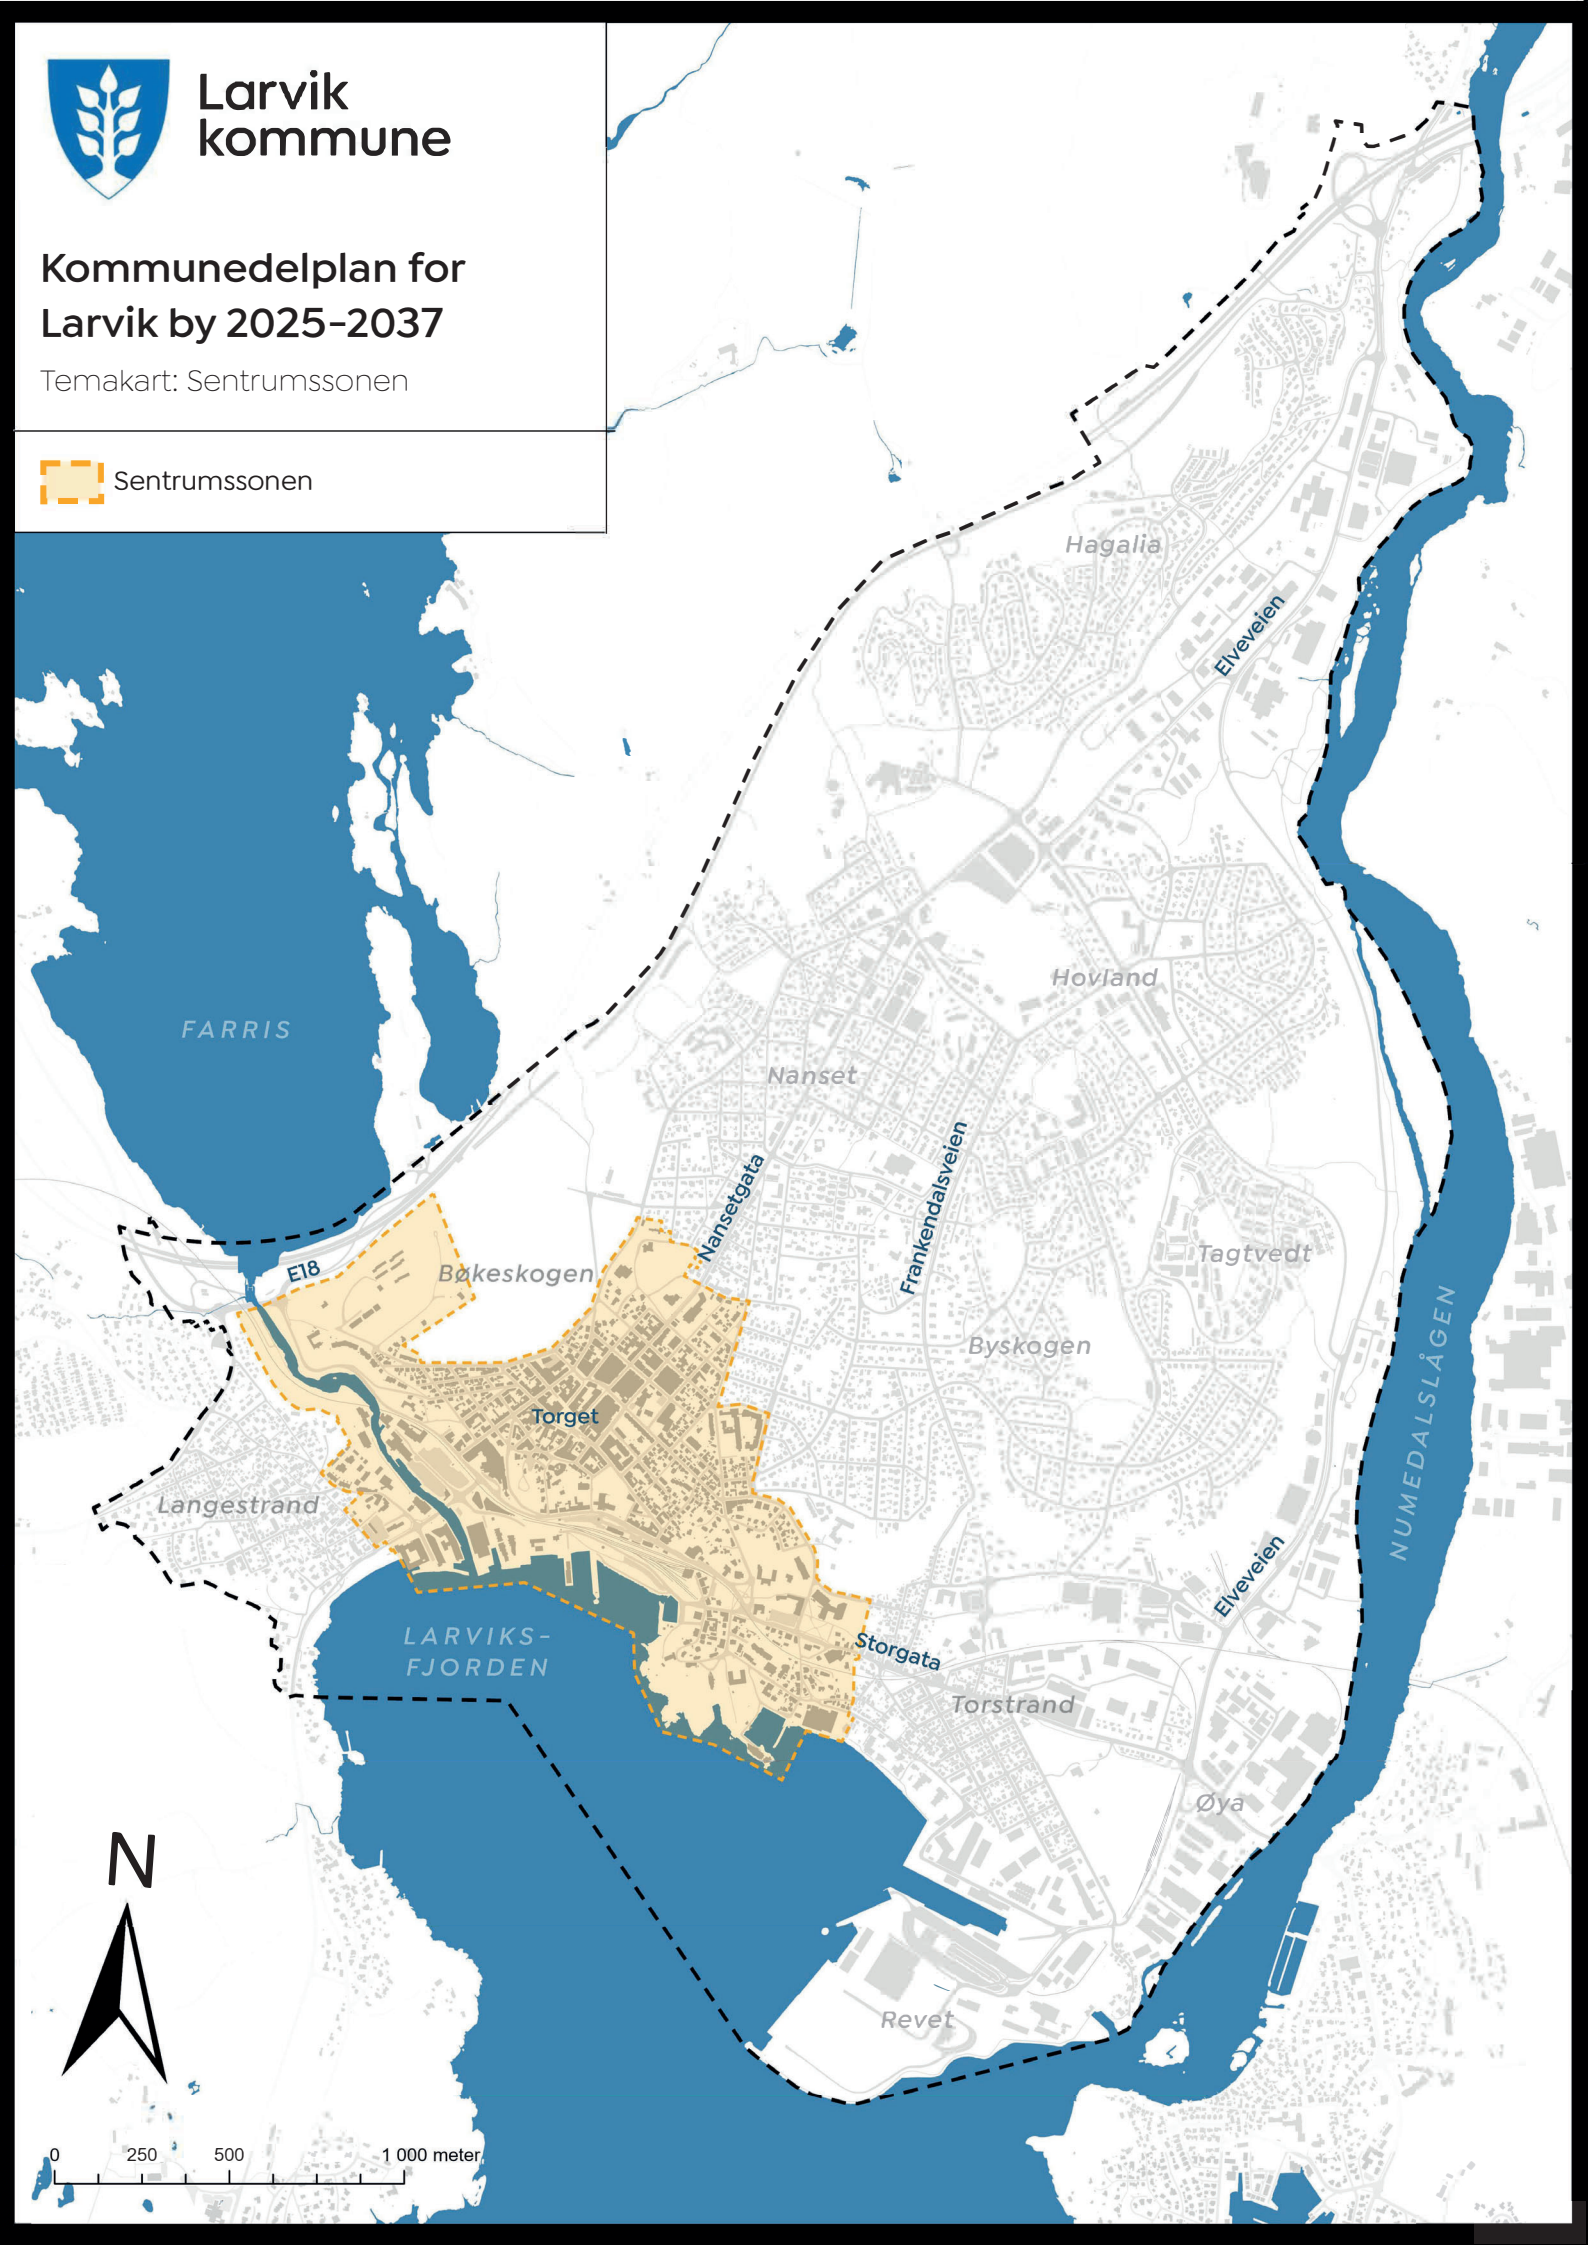 Larvik
kommune
Kommunedelplan for
Larvik by 2025-2037
Temakart: Sentrumssonen
Sentrumssonen
Hagalia
Elveveien
Hovland
FARRIS
Nanset
Nansetgata
Frankendalsveien
Tagtvedt
E18
Bøkeskogen
Byskogen
NUMEDALSLÅGEN
Torget
Langestrand
Elveveien
LARVIKS-
FJORDEN
Storgata
Torstrand
Øya
N
Revet
0 250 500 1 000 meter